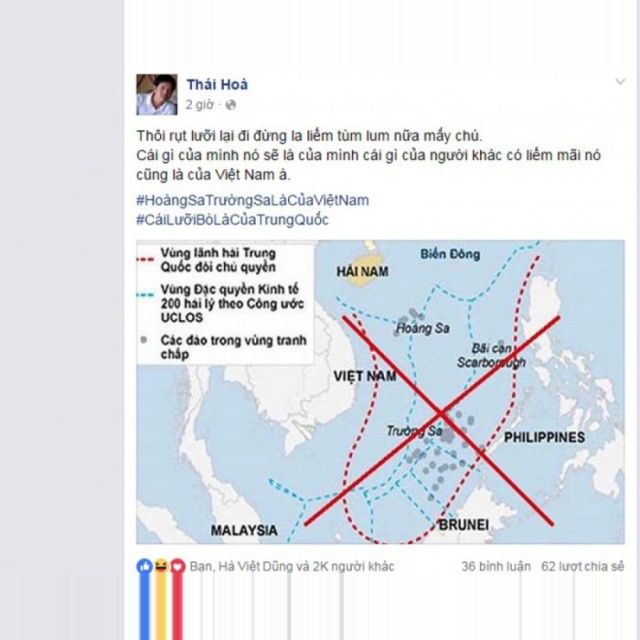 Thái Hoà
2 giờ ·
Thôi rụt lưỡi lại đi đừng la liếm tùm lum nữa mấy chú.
Cái gì của mình nó sẽ là của mình cái gì của người khác có liếm mãi nó
cũng là của Việt Nam à.
#HoàngSaTrườngSaLàCủaViệtNam
#CáiLưỡiBòLàCủaTrungQuốc
Vùng lãnh hải Trung
Quốc đòi chủ quyền
Vùng Đặc quyền Kinh tế
200 hải lý theo Công ước
UCLOS
Các đảo trong vùng tranh
chấp
HẢI NAM
Biển Đông
Hoàng Sa
Bãi cạn
Scarborough
VIỆT NAM
Trường Sa
PHILIPPINES
MALAYSIA
BRUNEI
Bạn, Hà Việt Dũng và 2K người khác
36 bình luận 62 lượt chia sẻ